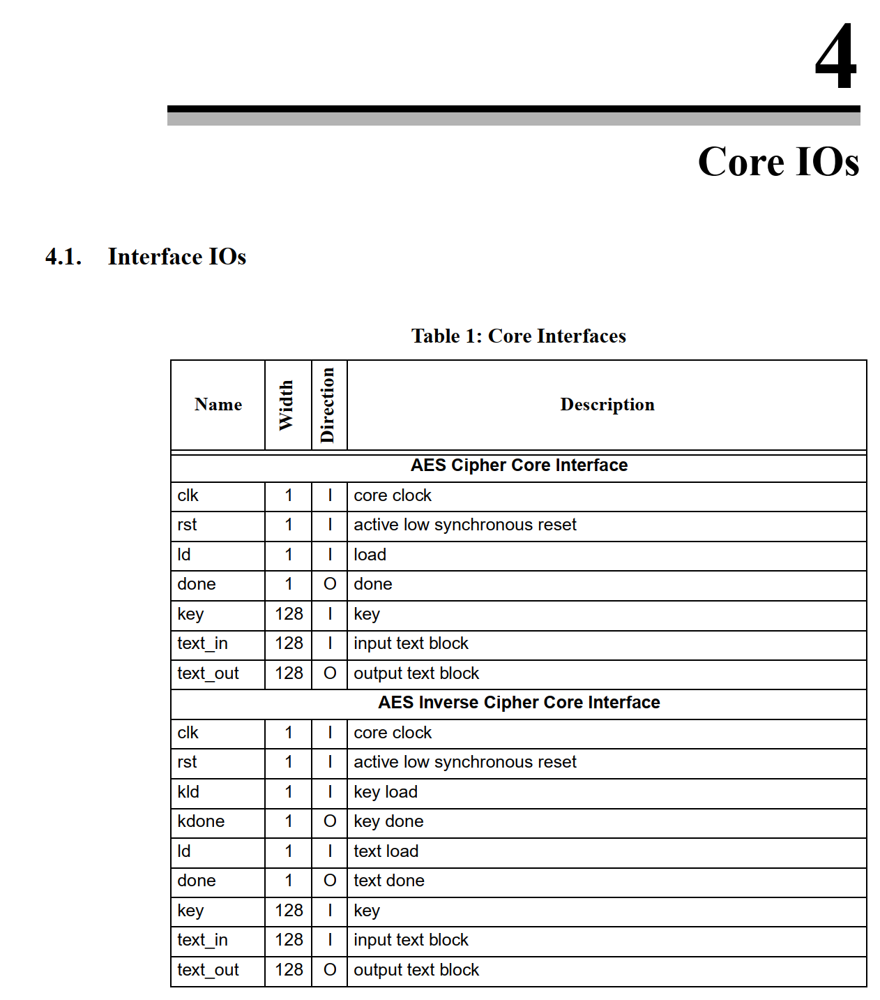 4
Core IOs
4.1. Interface IOs
Table 1: Core Interfaces
Name Width Direction Description
AES Cipher Core Interface
clk 1 I core clock
rst 1 I active low synchronous reset
ld 1 I load
done 1 O done
key 128 I key
text_in 128 I input text block
text_out 128 O output text block
AES Inverse Cipher Core Interface
clk 1 I core clock
rst 1 I active low synchronous reset
kld 1 I key load
kdone 1 O key done
ld 1 I text load
done 1 O text done
key 128 I key
text_in 128 I input text block
text_out 128 O output text block